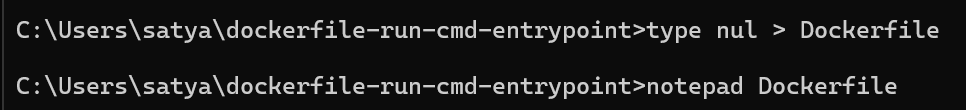 C:\Users\satya\dockerfile-run-cmd-entrypoint>type nul > Dockerfile
C:\Users\satya\dockerfile-run-cmd-entrypoint>notepad Dockerfile